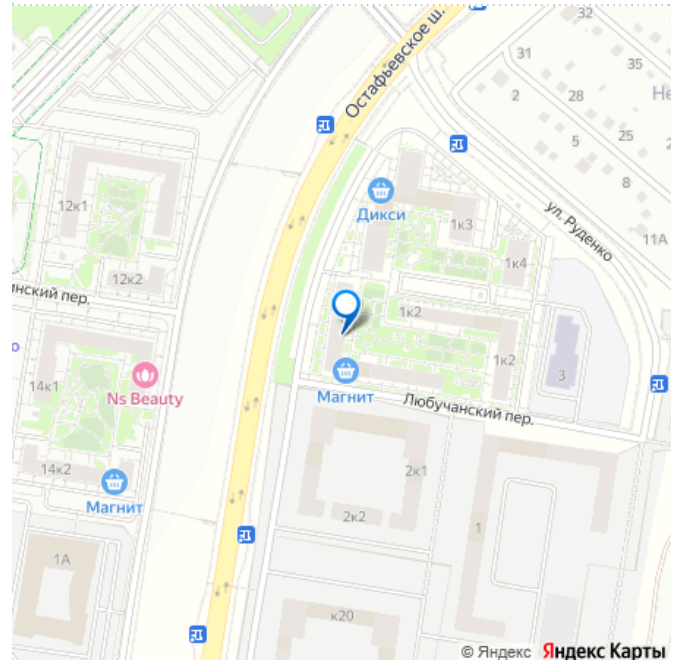 32
31
35
Не
2
28
Остафьевское ш.
5
25
2
8
12к1
Дикси
1к3
ул. Руденко
11А
1к4
12к2
инский пер.
1к2
о
1к2
3
14к1
Ns Beauty
Магнит
Любучанский пер.
14к2
2к1
Магнит
2к2
1
1А
к20
© Яндекс Яндекс Карты